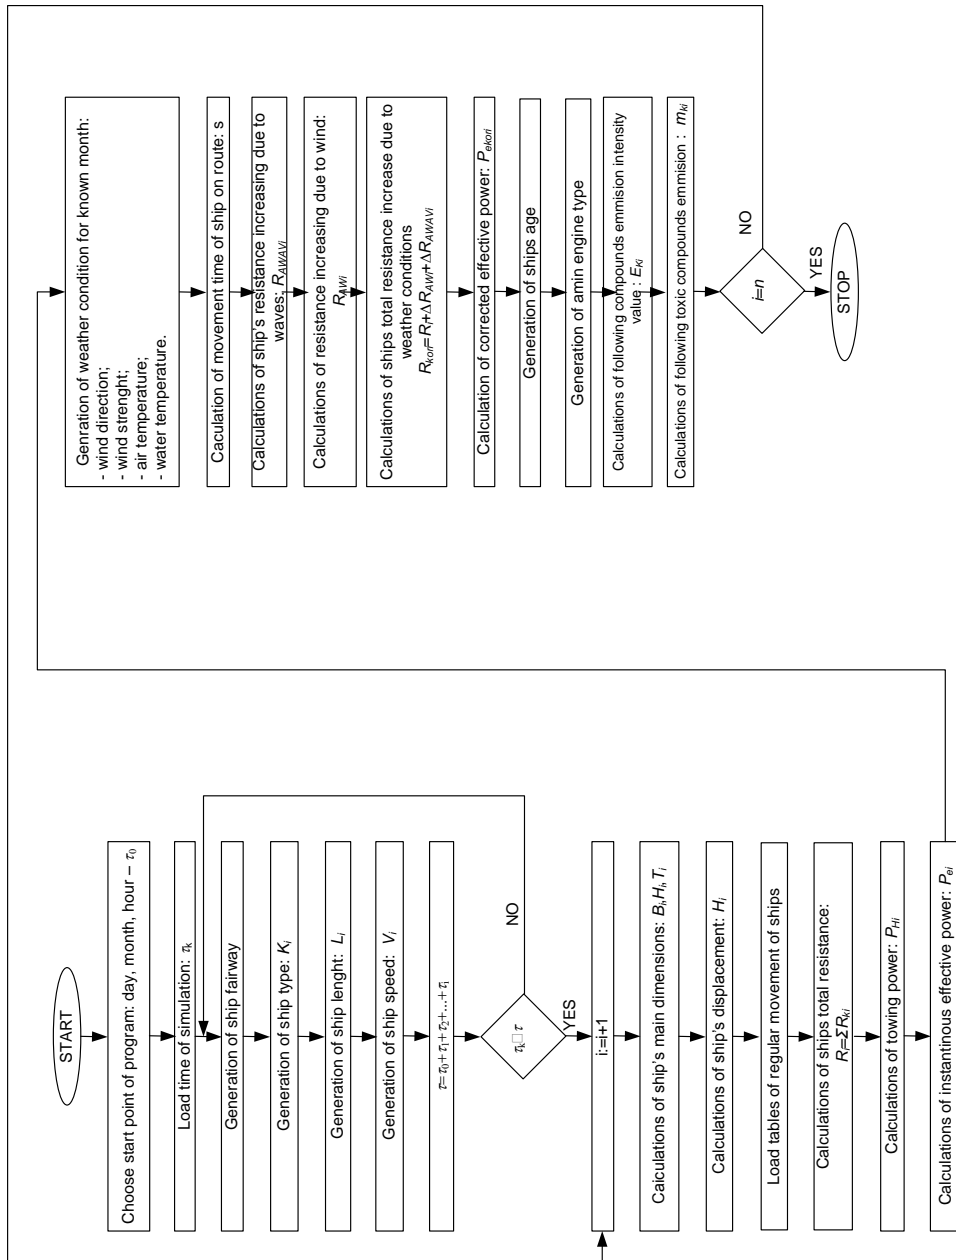 START
Choose start point of program: day, month, hour – τ0
Load time of simulation: τk
Generation of ship fairway
Generation of ship type: Ki
Generation of ship lenght: Li
Generation of ship speed: Vi
τ=τ0+τ1+τ2+...+τi
τk□ τ
NO
YES
i:=i+1
Calculations of ship's main dimensions: Bi,Hi,Ti
Calculations of ship's displacement: Hi
Load tables of regular movement of ships
Calculations of ships total resistance:
Ri=ΣRki
Calculations of towing power: PHi
Calculations of instantinous effective power: Pei
Genration of weather condition for known month:
- wind direction;
- wind strenght;
- air temperature;
- water temperature.
Caculation of movement time of ship on route: s
Calculations of ship's resistance increasing due to
waves; RAWAVi
Calculations of resistance increasing due to wind:
RAWi
Calculations of ships total resistance increase due to
weather conditions
Rkori=Ri+ΔRAWi+ΔRAWAVi
Calculation of corrected effective power: Pekori
Generation of ships age
Generation of amin engine type
Calculations of following compounds emmision intensity
value : EKi
Calculations of following toxic compounds emmision : mki
i=n
NO
YES
STOP